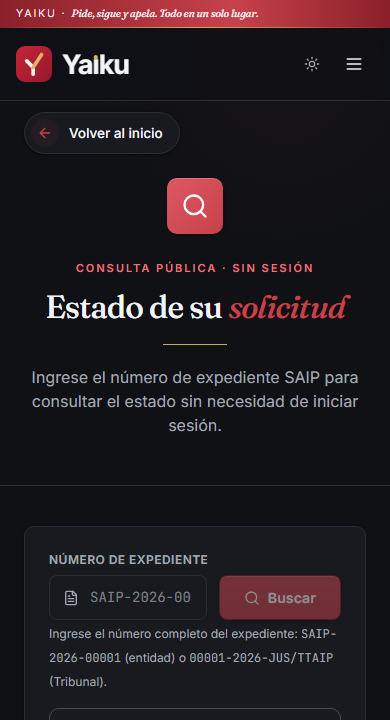 YAIKU · Pide, sigue y apela. Todo en un solo lugar.
Yaiku
Volver al inicio
CONSULTA PÚBLICA · SIN SESIÓN
Estado de su solicitud
Ingrese el número de expediente SAIP para
consultar el estado sin necesidad de iniciar
sesión.
NÚMERO DE EXPEDIENTE
SAIP-2026-00
Buscar
Ingrese el número completo del expediente: SAIP-
2026-00001 (entidad) o 00001-2026-JUS/TTAIP
(Tribunal).